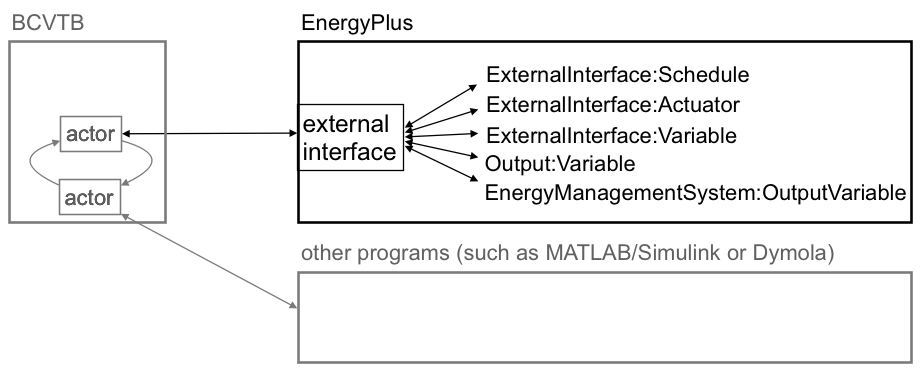 BCVTB
EnergyPlus
ExternalInterface:Schedule
ExternalInterface:Actuator
ExternalInterface:Variable
Output:Variable
EnergyManagementSystem:OutputVariable
external
interface
actor
actor
other programs (such as MATLAB/Simulink or Dymola)